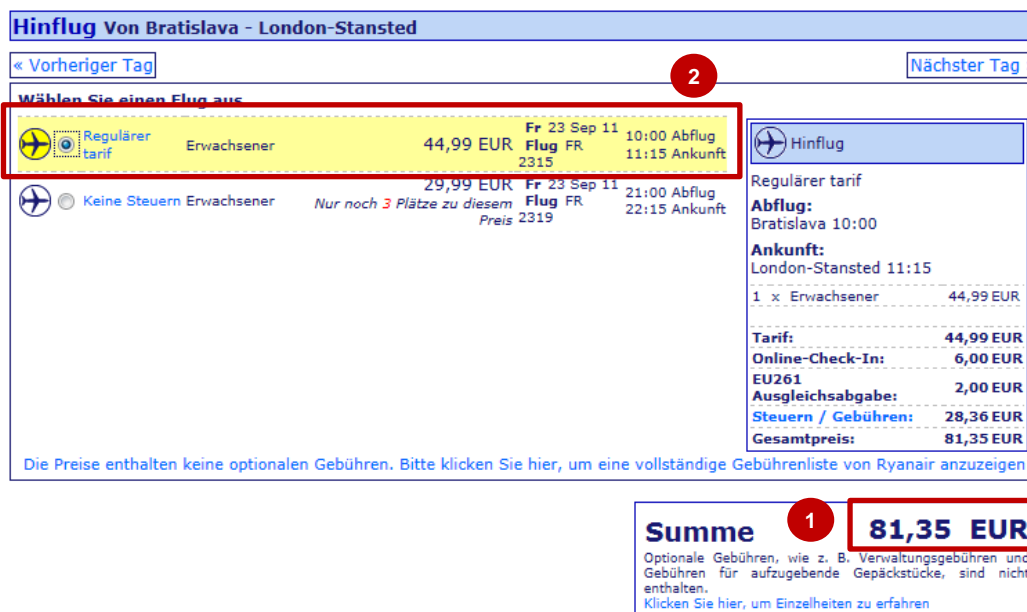 Hinflug Von Bratislava - London-Stansted
« Vorheriger Tag
Nächster Tag
2
Wählen Sie einen Flug aus
Regulärer tarif
Erwachsener
44,99 EUR
Fr 23 Sep 11
Flug FR
2315
10:00 Abflug
11:15 Ankunft
Keine Steuern
Erwachsener
29,99 EUR
Nur noch 3 Plätze zu diesem
Preis
Fr 23 Sep 11
Flug FR
2319
21:00 Abflug
22:15 Ankunft
Hinflug
Regulärer tarif
Abflug:
Bratislava 10:00
Ankunft:
London-Stansted 11:15
1 x Erwachsener 44,99 EUR
Tarif: 44,99 EUR
Online-Check-In: 6,00 EUR
EU261
Ausgleichsabgabe: 2,00 EUR
Steuern / Gebühren: 28,36 EUR
Gesamtpreis: 81,35 EUR
Die Preise enthalten keine optionalen Gebühren. Bitte klicken Sie hier, um eine vollständige Gebührenliste von Ryanair anzuzeigen
1
Summe 81,35 EUR
Optionale Gebühren, wie z. B. Verwaltungsgebühren und
Gebühren für aufzugebende Gepäckstücke, sind nicht
enthalten.
Klicken Sie hier, um Einzelheiten zu erfahren